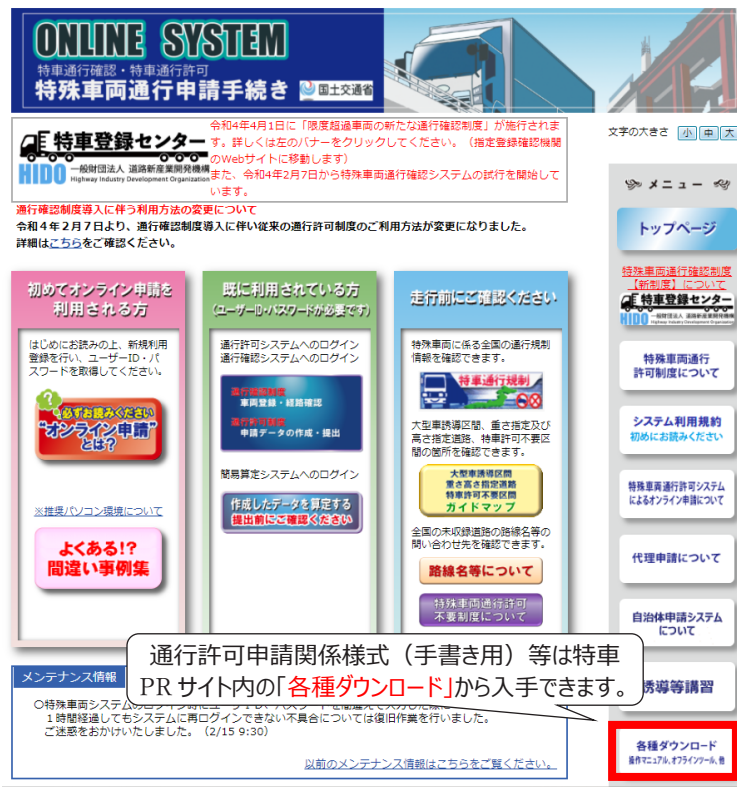 ONLINE SYSTEM
特車通行確認・特車通行許可
特殊車両通行申請手続き 国土交通省
特車登録センター
HIDO 一般財団法人 道路新産業開発機構
Highway Industry Development Organization
令和4年4月1日に「限度超過車両の新たな通行確認制度」が施行されま
す。詳しくは左のバナーをクリックしてください。（指定登録確認機関
のWebサイトに移動します）
また、令和4年2月7日から特殊車両通行確認システムの試行を開始して
います。
通行確認制度導入に伴う利用方法の変更について
令和４年２月7日より、通行確認制度導入に伴い従来の通行許可制度のご利用方法が変更になりました。
詳細はこちらをご確認ください。
初めてオンライン申請を
利用される方
はじめにお読みの上、新規利用
登録を行い、ユーザーID・パ
スワードを取得してください。
必ずお読みください
“オンライン申請”
とは?
※推奨パソコン環境について
よくある!?
間違い事例集
既に利用されている方
(ユーザーID・パスワードが必要です)
通行許可システムへのログイン
通行確認システムへのログイン
通行確認制度
車両登録・経路確認
通行許可制度
申請データの作成・提出
簡易算定システムへのログイン
作成したデータを算定する
提出前にご確認ください
走行前にご確認ください
特殊車両に係る全国の通行規制
情報を確認できます。
特車通行規制
大型車誘導区間、重さ指定及び
高さ指定道路、特車許可不要区
間の箇所を確認できます。
大型車誘導区間
重さ高さ指定道路
特車許可不要区間
ガイドマップ
全国の未収録道路の路線名等の
問い合わせ先を確認できます。
路線名等について
特殊車両通行許可
不要制度について
メンテナンス情報
１時間経過してもシステムに再ログインできない不具合については復旧作業を行いました。
ご迷惑をおかけいたしました。（2/15 9:30）
以前のメンテナンス情報はこちらをご覧ください。
通行許可申請関係様式（手書き用）等は特車
PRサイト内の「各種ダウンロード」から入手できます。
文字の大きさ 小 中 大
メニュー
トップページ
特殊車両通行確認制度
【新制度】について
特車登録センター
HIDO 一般財団法人 道路新産業開発機構
Highway Industry Development Organization
特殊車両通行
許可制度について
システム利用規約
初めにお読みください
特殊車両通行許可システム
によるオンライン申請について
代理申請について
自治体申請システム
について
誘導等講習
各種ダウンロード
操作マニュアル、オフラインツール、他